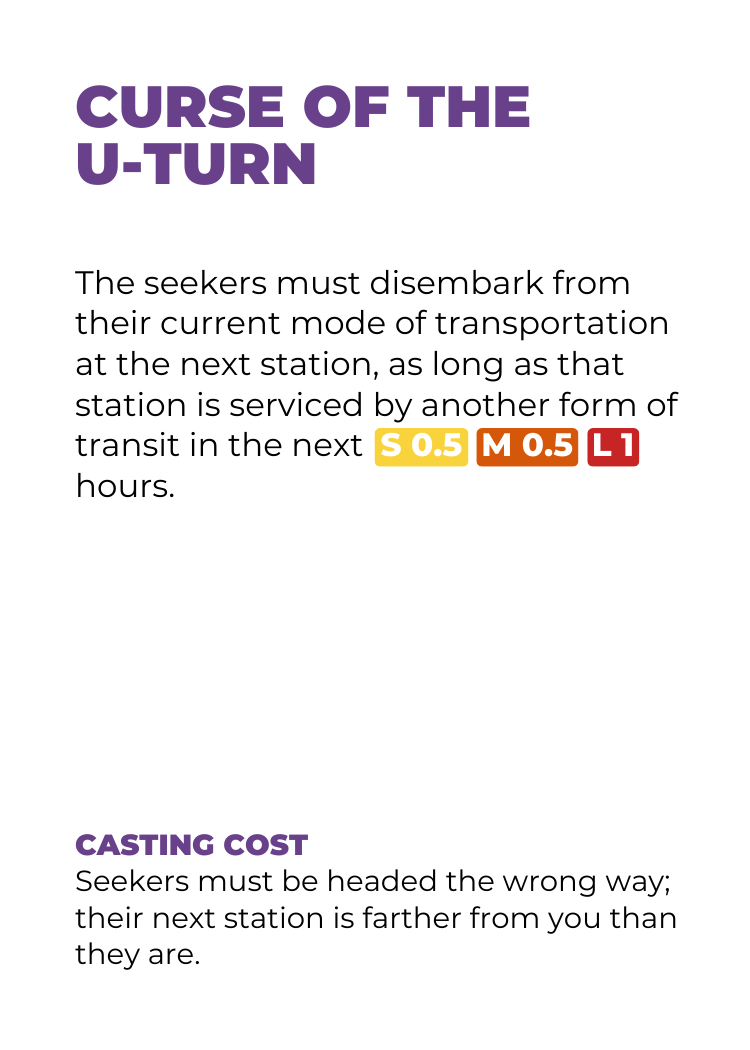 CURSE OF THE
U-TURN
The seekers must disembark from
their current mode of transportation
at the next station, as long as that
station is serviced by another form of
transit in the next S 0.5 M 0.5 L 1
hours.
CASTING COST
Seekers must be headed the wrong way;
their next station is farther from you than
they are.